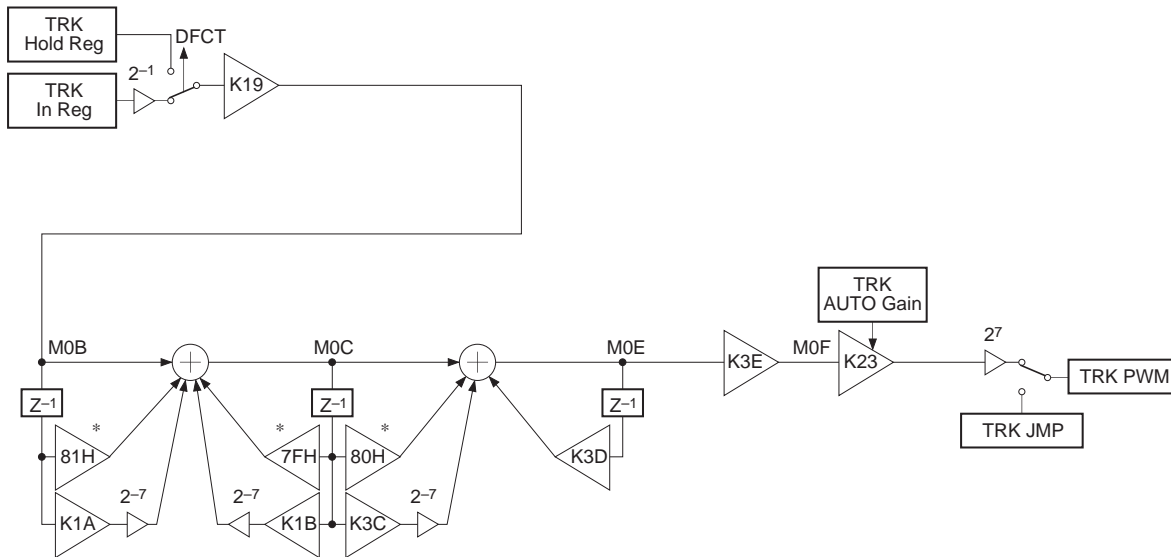 TRK
Hold Reg
DFCT
2–1
K19
TRK
In Reg
TRK
AUTO Gain
M0B
M0C
M0E
K3E
M0F
K23
27
TRK PWM
Z–1
Z–1
Z–1
TRK JMP
*
*
*
81H
7FH
80H
K3D
2–7
2–7
2–7
K1A
K1B
K3C